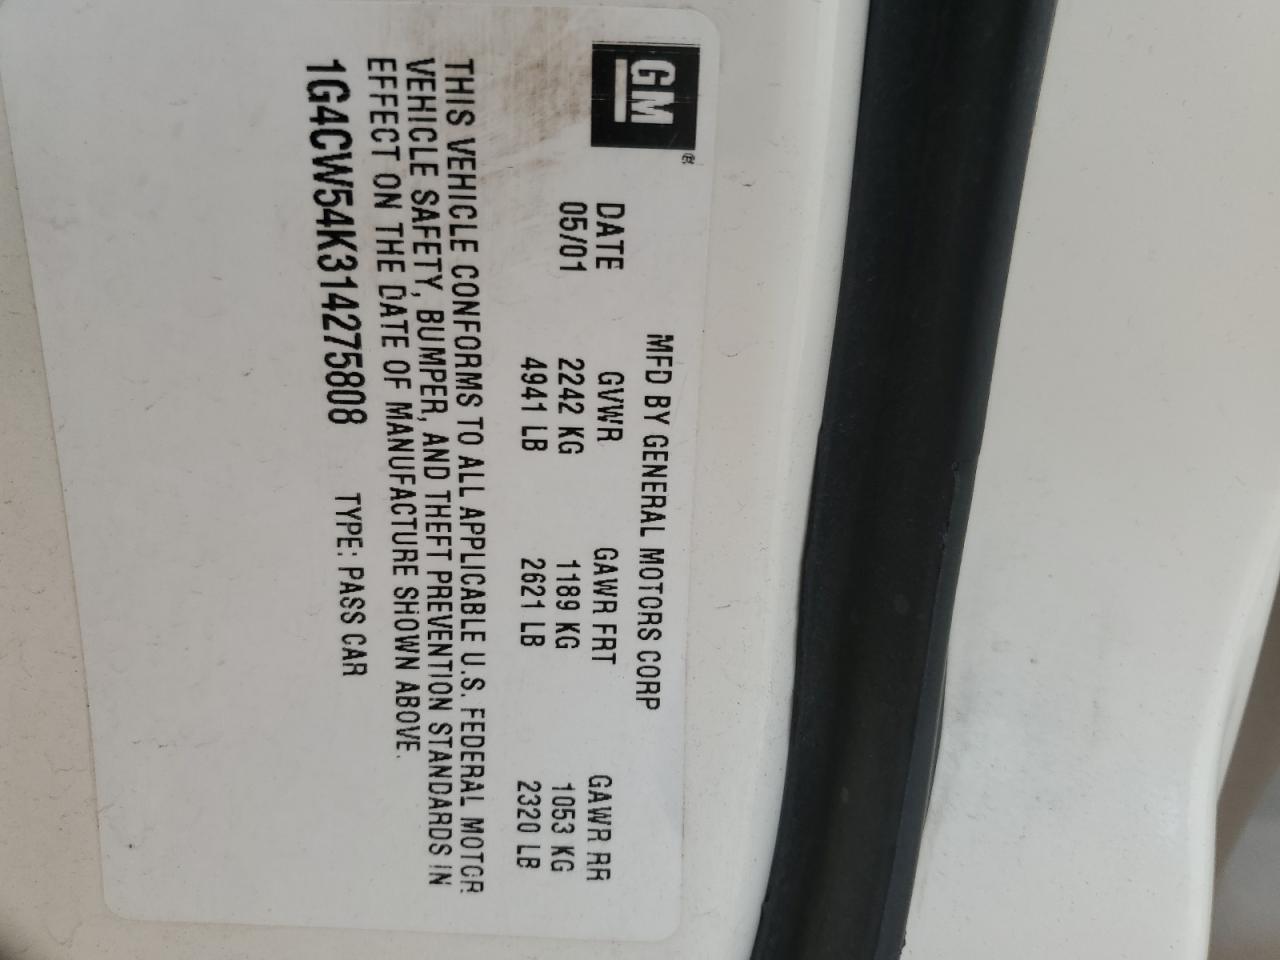 GM®
MFD BY GENERAL MOTORS CORP
DATE GVWR GAWR FRT GAWR RR
05/01 2242 KG 1189 KG 1053 KG
4941 LB 2621 LB 2320 LB
THIS VEHICLE CONFORMS TO ALL APPLICABLE U.S. FEDERAL MOTOR
VEHICLE SAFETY, BUMPER, AND THEFT PREVENTION STANDARDS IN
EFFECT ON THE DATE OF MANUFACTURE SHOWN ABOVE.
1G4CW54K314275808 TYPE: PASS CAR